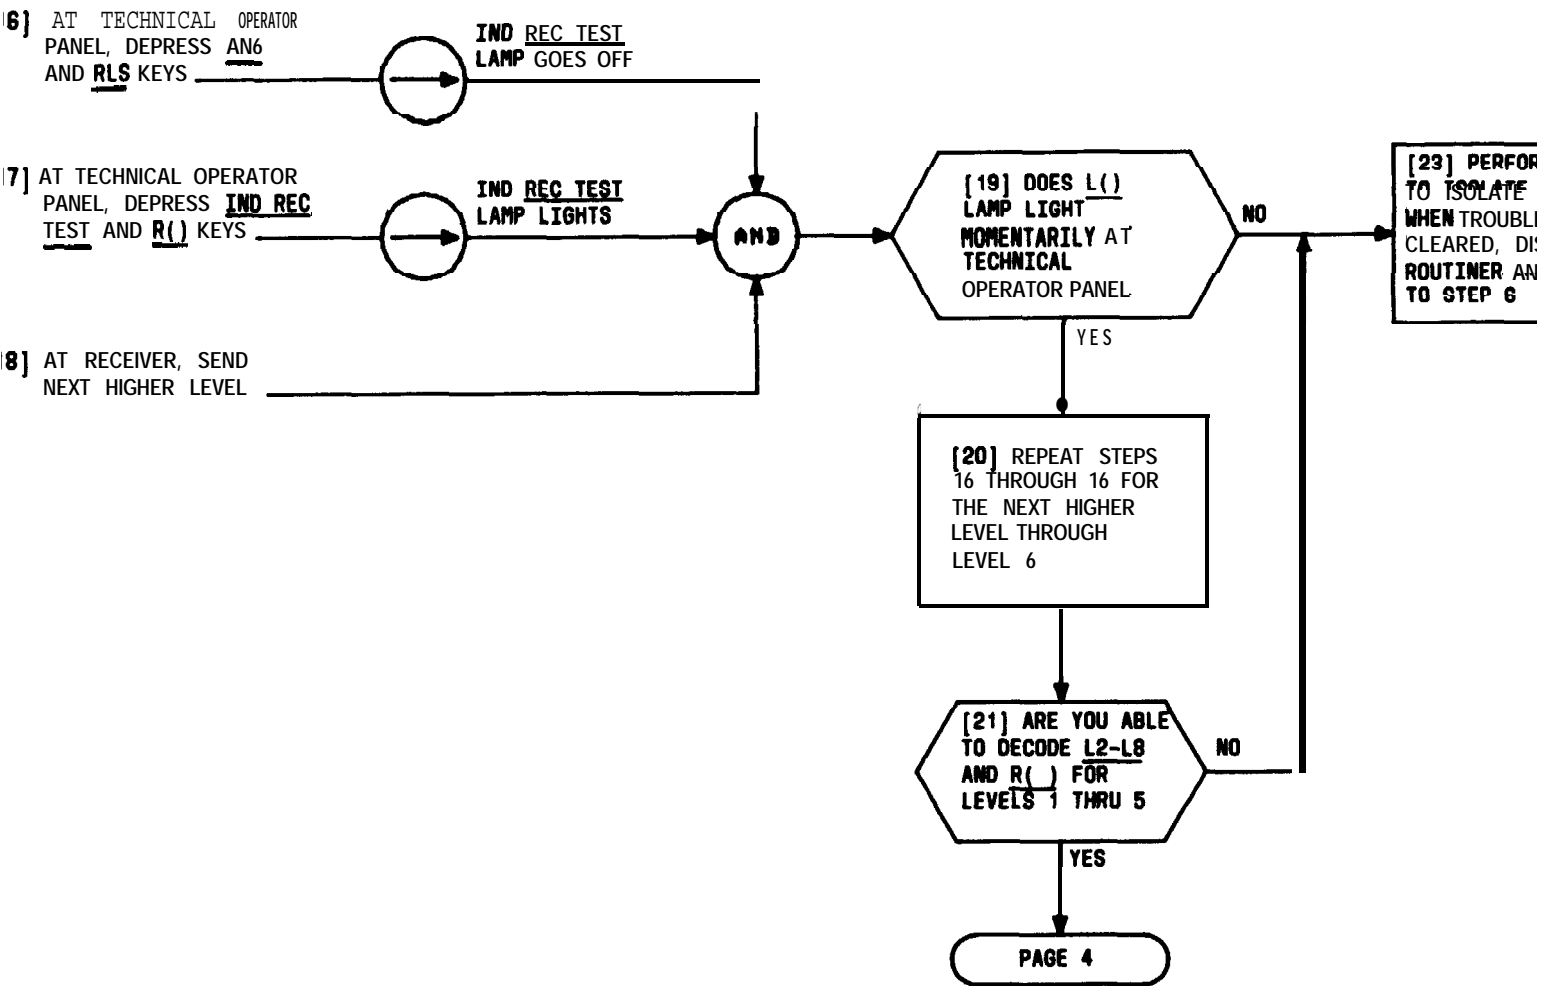 6] AT TECHNICAL OPERATOR
PANEL, DEPRESS AN6
AND RLS KEYS
IND REC TEST
LAMP GOES OFF
7] AT TECHNICAL OPERATOR
PANEL, DEPRESS IND REC
TEST AND R() KEYS
IND REC TEST
LAMP LIGHTS
8] AT RECEIVER, SEND
NEXT HIGHER LEVEL
AND
[19] DOES L()
LAMP LIGHT
MOMENTARILY AT
TECHNICAL
OPERATOR PANEL
NO
YES
[23] PERFOR
TO ISOLATE
WHEN TROUBL
CLEARED, DIS
ROUTINER AN
TO STEP 6
[20] REPEAT STEPS
16 THROUGH 16 FOR
THE NEXT HIGHER
LEVEL THROUGH
LEVEL 6
[21] ARE YOU ABLE
TO DECODE L2-L8
AND R( ) FOR
LEVELS 1 THRU 5
NO
YES
PAGE 4